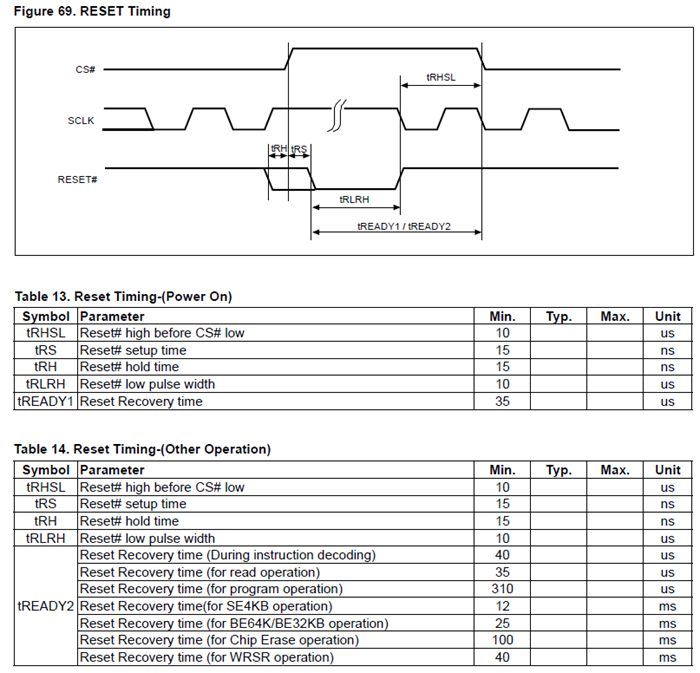 Figure 69. RESET Timing
CS#
tRHSL
SCLK
tRH tRS
RESET#
tRLRH
tREADY1 / tREADY2
Table 13. Reset Timing-(Power On)
Symbol Parameter Min. Typ. Max. Unit
tRHSL Reset# high before CS# low 10 us
tRS Reset# setup time 15 ns
tRH Reset# hold time 15 ns
tRLRH Reset# low pulse width 10 us
tREADY1 Reset Recovery time 35 us
Table 14. Reset Timing-(Other Operation)
Symbol Parameter Min. Typ. Max. Unit
tRHSL Reset# high before CS# low 10 us
tRS Reset# setup time 15 ns
tRH Reset# hold time 15 ns
tRLRH Reset# low pulse width 10 us
Reset Recovery time (During instruction decoding) 40 us
Reset Recovery time (for read operation) 35 us
Reset Recovery time (for program operation) 310 us
tREADY2 Reset Recovery time(for SE4KB operation) 12 ms
Reset Recovery time (for BE64K/BE32KB operation) 25 ms
Reset Recovery time (for Chip Erase operation) 100 ms
Reset Recovery time (for WRSR operation) 40 ms